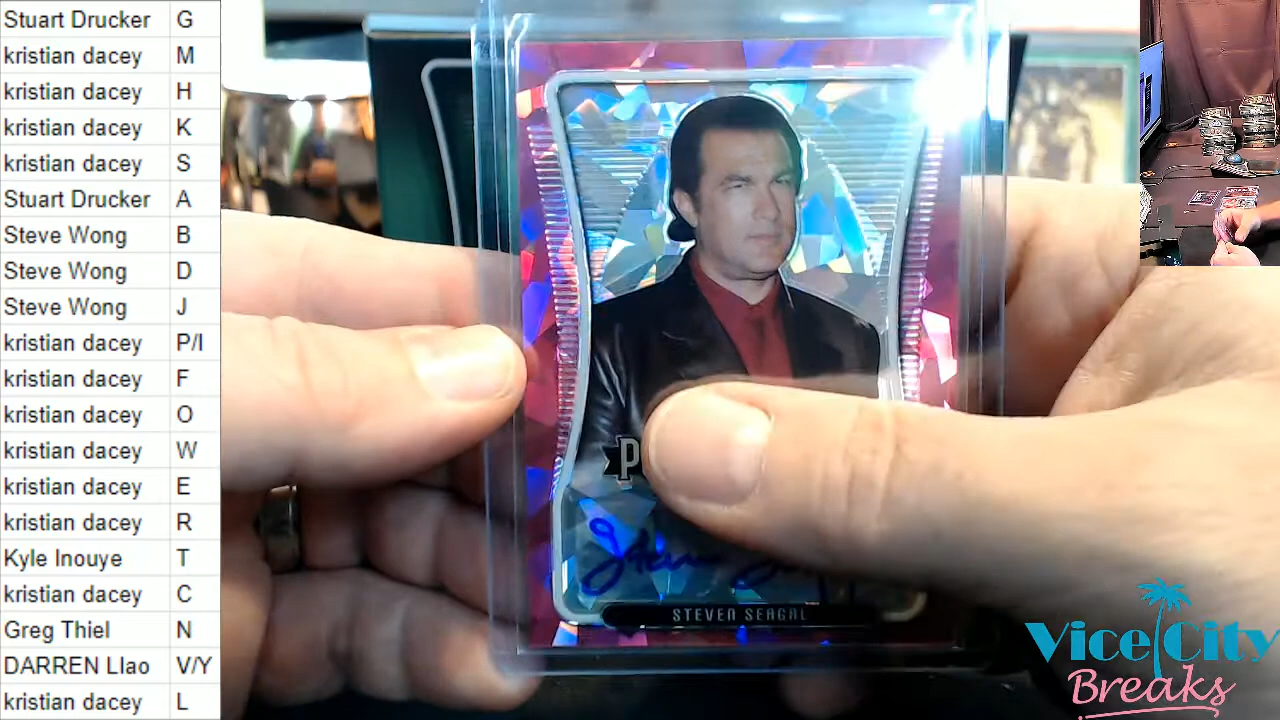 Stuart Drucker G
kristian dacey M
kristian dacey H
kristian dacey K
kristian dacey S
Stuart Drucker A
Steve Wong B
Steve Wong D
Steve Wong J
kristian dacey P/I
kristian dacey F
kristian dacey O
kristian dacey W
kristian dacey E
kristian dacey R
Kyle Inouye T
kristian dacey C
Greg Thiel N
DARREN Llao V/Y
kristian dacey L
P
STEVEN SEAGAL
Vice City
Breaks